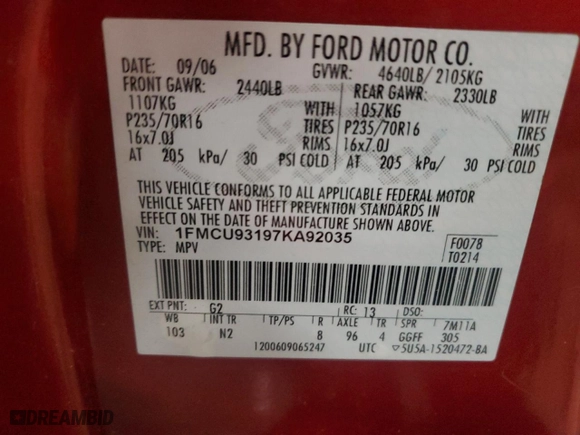 MFD. BY FORD MOTOR CO.
DATE: 09/06 GVWR: 4640LB/ 2105KG
FRONT GAWR: 2440LB REAR GAWR: 2330LB
1107KG WITH 1057KG WITH
P235/70R16 TIRES P235/70R16 TIRES
16x7.0J RIMS 16x7.0J RIMS
AT 205 kPa/ 30 PSI COLD AT 205 kPa/ 30 PSI COLD
THIS VEHICLE CONFORMS TO ALL APPLICABLE FEDERAL MOTOR
VEHICLE SAFETY AND THEFT PREVENTION STANDARDS IN
EFFECT ON THE DATE OF MANUFACTURE SHOWN ABOVE.
VIN: 1FMCU93197KA92035
TYPE: MPV
F0078
T0214
EXT PNT: G2 RC: 13 DSO:
WB INT TR TP/PS R AXLE TR SPR 7M11A
103 N2 8 96 4 GGFF 305
1200609065247 UTC ▽5U5A-1520472-BA
Ford
DREAMBID